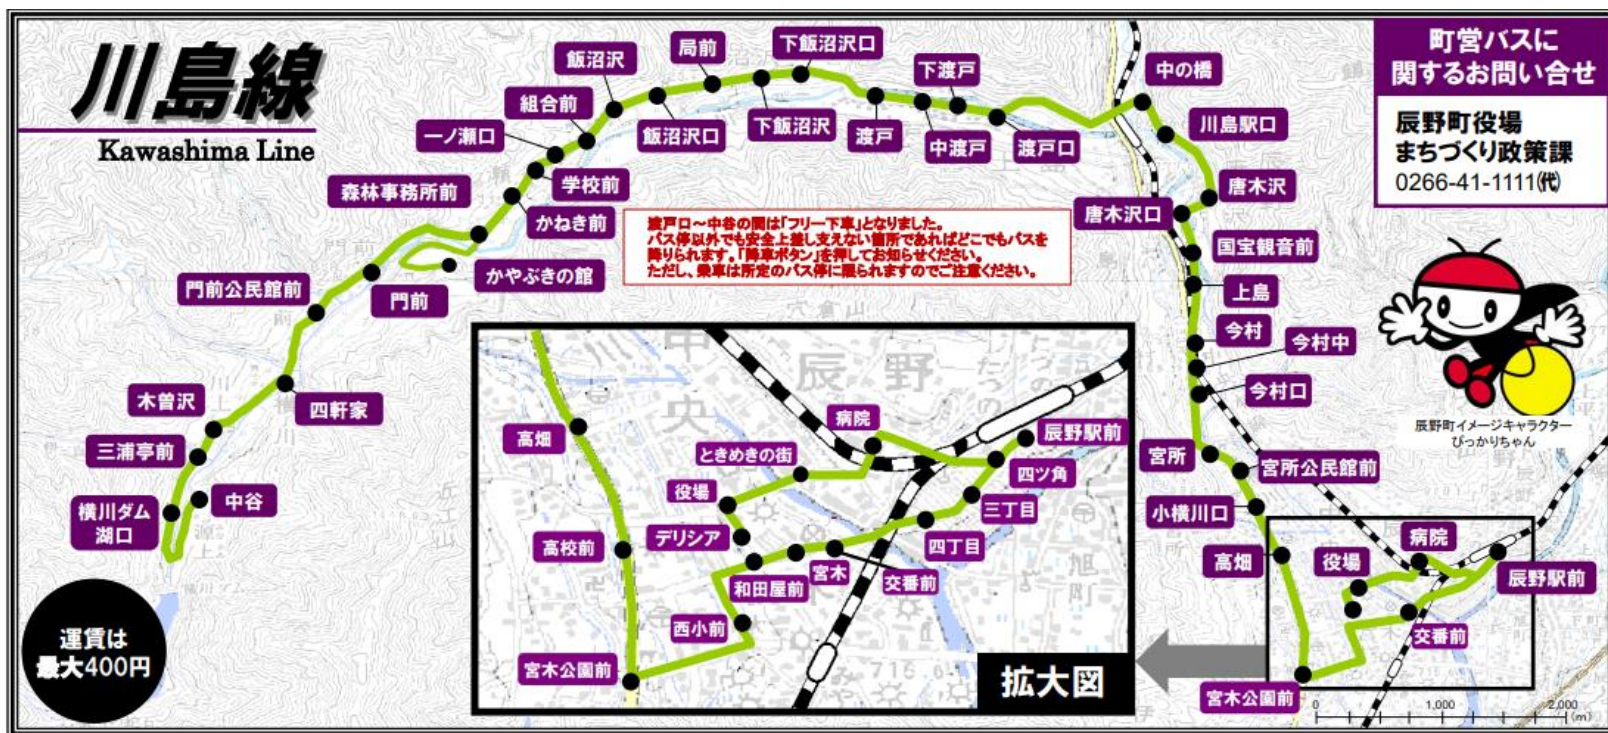 川島線
Kawashima Line
町営バスに
関するお問い合せ
辰野町役場
まちづくり政策課
0266-41-1111㈹
飯沼沢
局前
下飯沼沢口
下渡戸
中の橋
組合前
一ノ瀬口
飯沼沢口
下飯沼沢
渡戸
中渡戸
渡戸口
川島駅口
学校前
森林事務所前
かねき前
唐木沢
唐木沢口
渡戸口~中谷の間は「フリー下車」となりました。
バス停以外でも安全上差し支えない箇所であればどこでもバスを
降りられます。「降車ボタン」を押してお知らせください。
ただし、乗車は所定のバス停に限られますのでご注意ください。
かやぶきの館
門前
門前公民館前
国宝観音前
上島
今村
今村中
今村口
四軒家
木曽沢
三浦亭前
中谷
横川ダム
湖口
宮所
宮所公民館前
小横川口
高畑
辰野町イメージキャラクター
ぴっかりちゃん
運賃は
最大400円
中央
辰野
高畑
病院
辰野駅前
ときめきの街
四ツ角
役場
三丁目
デリシア
四丁目
高校前
宮木
交番前
和田屋前
西小前
宮木公園前
旭町
拡大図
病院
役場
辰野駅前
交番前
宮木公園前
0 1,000 2,000
(m)